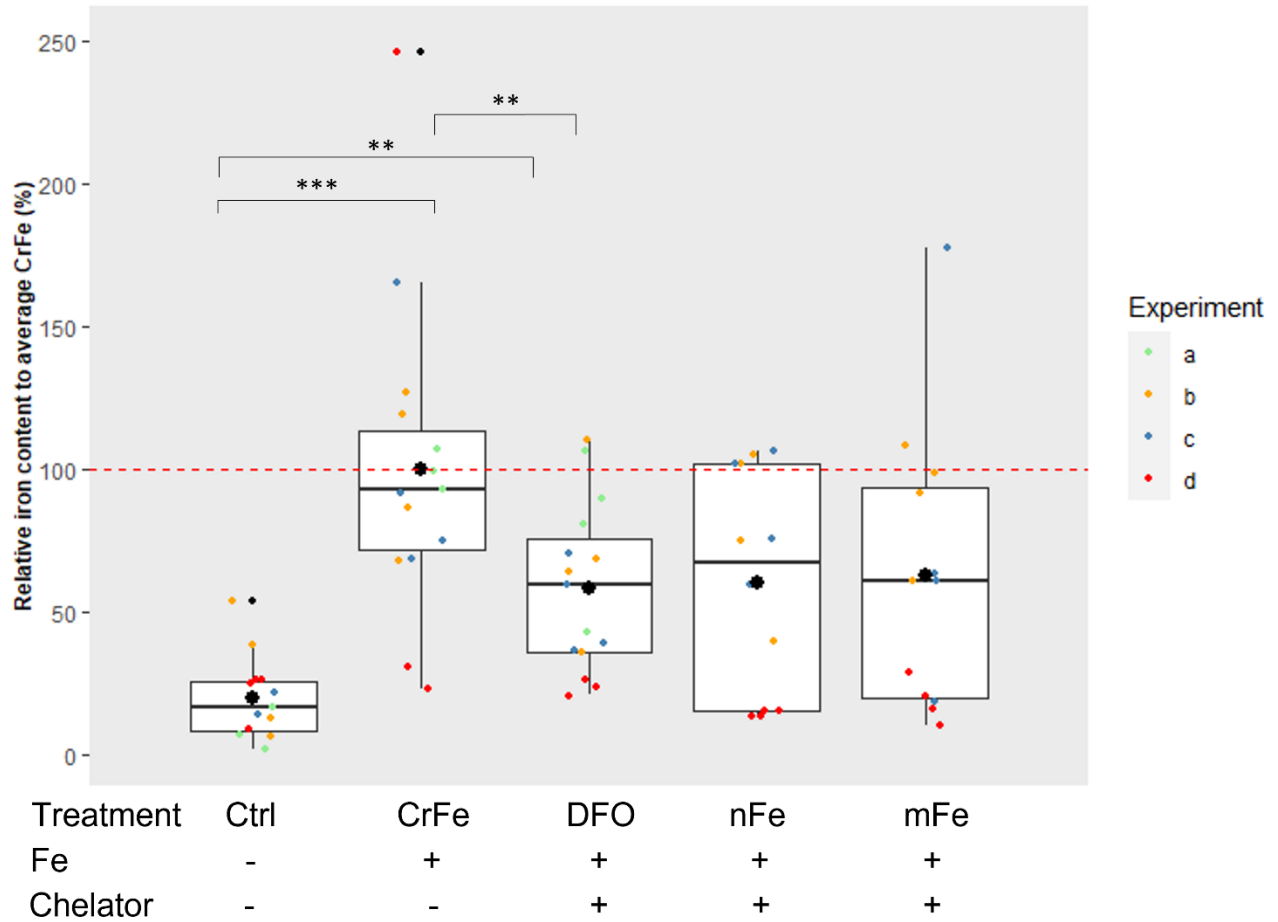 250
**
**
***
200
150
100
50
0
Relative iron content to average CrFe (%)
Experiment
a
b
c
d
Treatment Ctrl CrFe DFO nFe mFe
Fe - + + + +
Chelator - - + + +